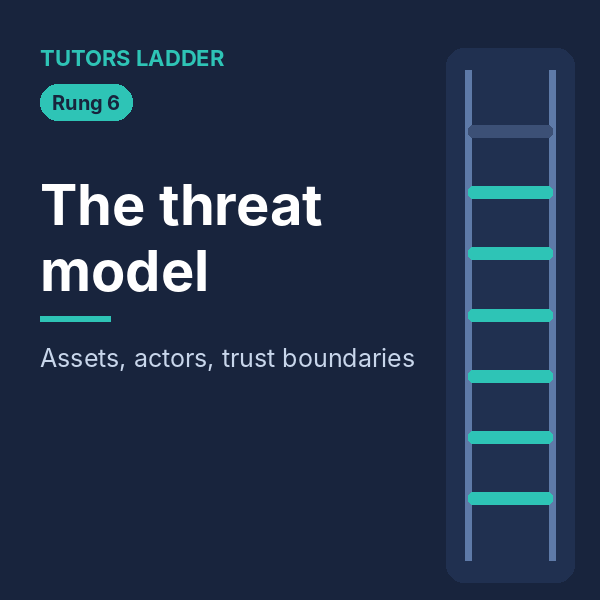 TUTORS LADDER
Rung 6
The threat
model
Assets, actors, trust boundaries